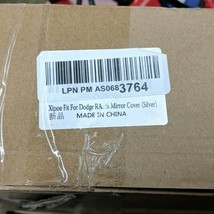 LPN PM AS0683764
Xipoo Fit For Dodge RA Mirror Cover (Silver)
新品 MADE IN CHINA